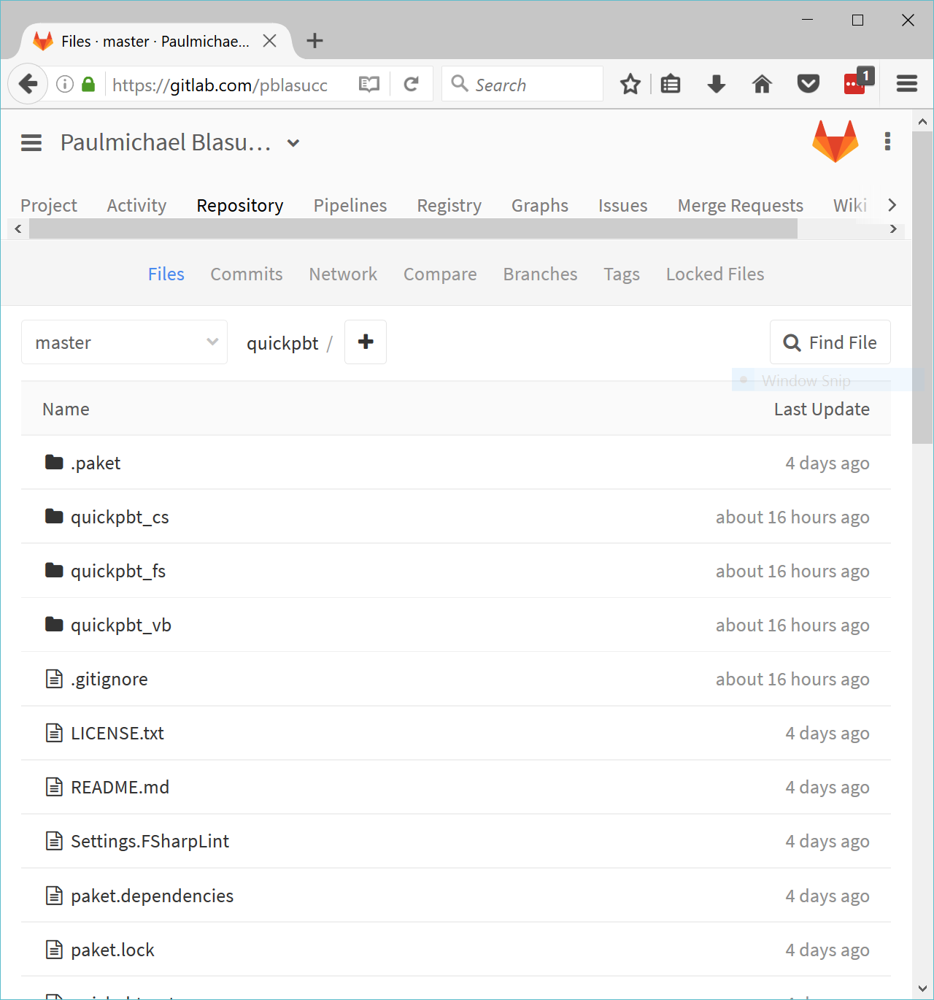 Files · master · Paulmichae...
https://gitlab.com/pblasucc
Search
1
Paulmichael Blasu...
Project Activity Repository Pipelines Registry Graphs Issues Merge Requests Wiki
Files Commits Network Compare Branches Tags Locked Files
master
quickpbt /
Find File
Window Snip
Name Last Update
.paket 4 days ago
quickpbt_cs about 16 hours ago
quickpbt_fs about 16 hours ago
quickpbt_vb about 16 hours ago
.gitignore about 16 hours ago
LICENSE.txt 4 days ago
README.md 4 days ago
Settings.FSharpLint 4 days ago
paket.dependencies 4 days ago
paket.lock 4 days ago